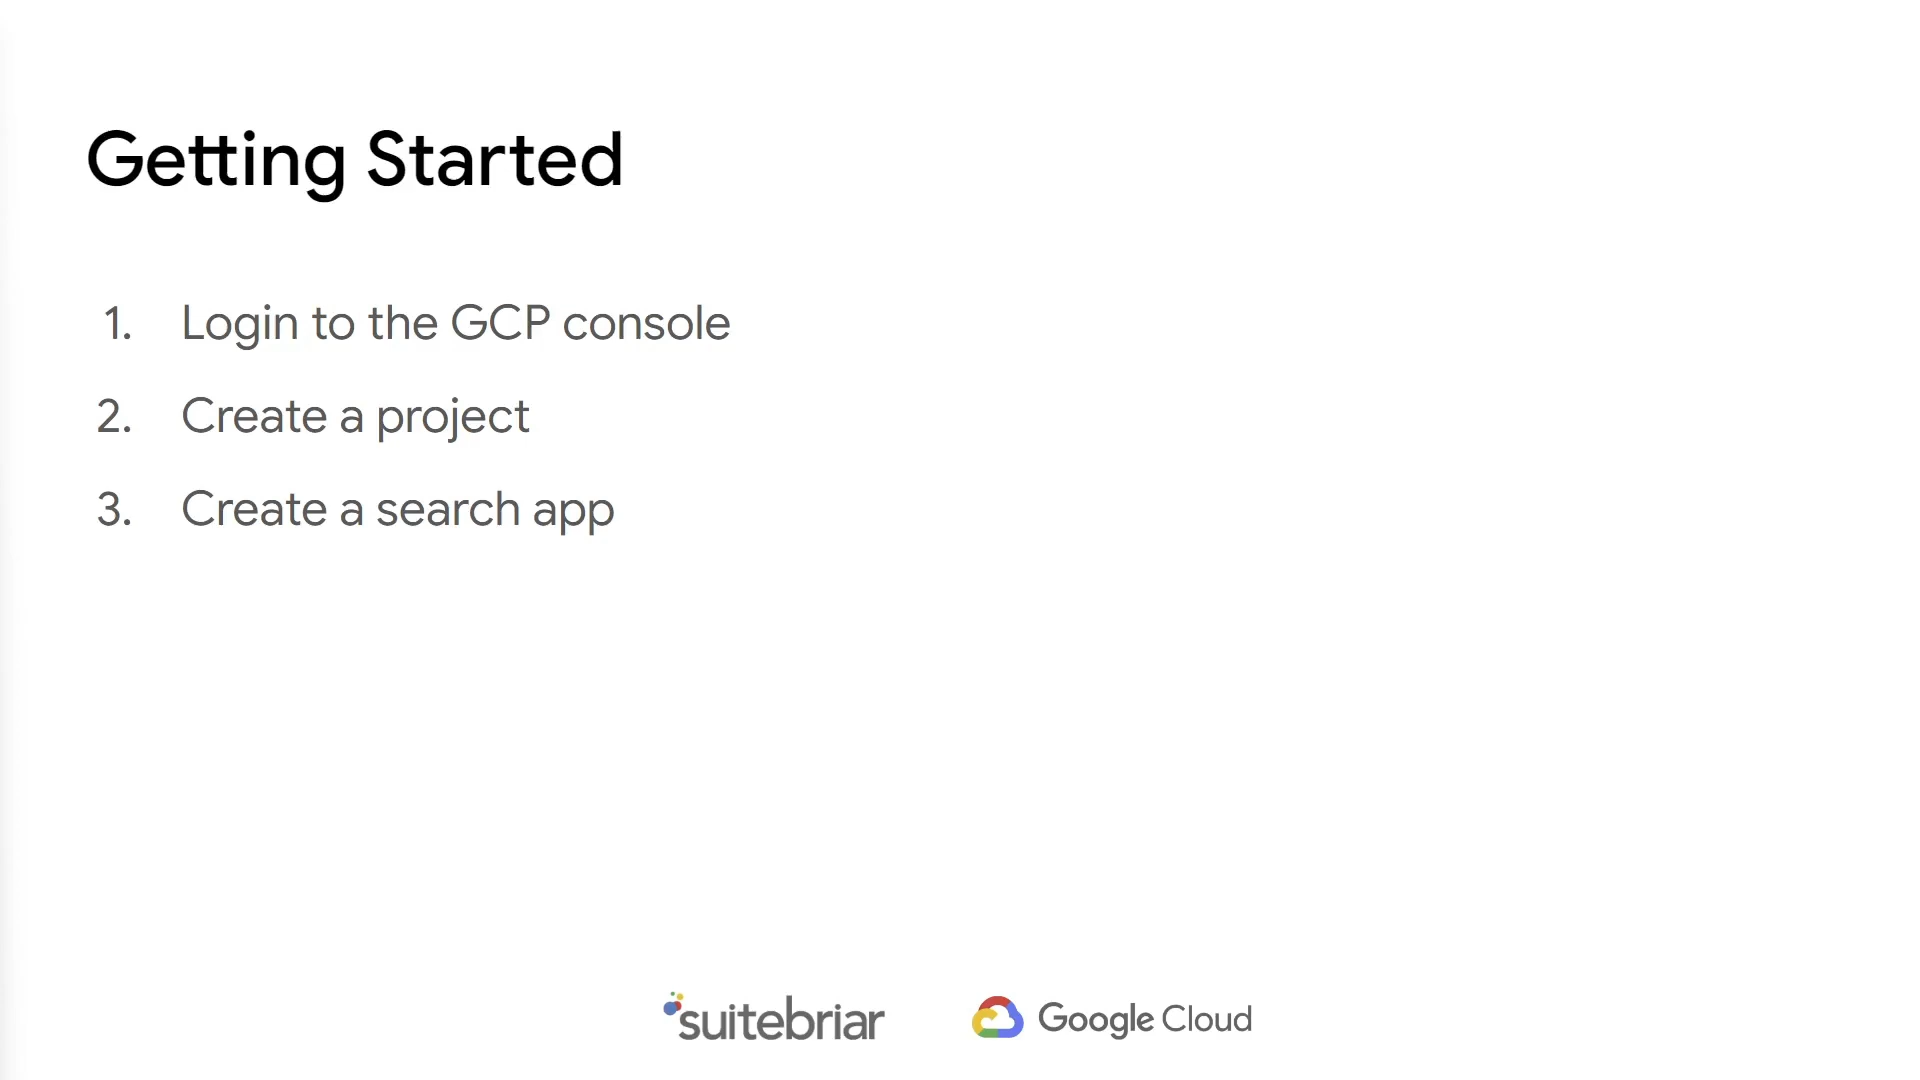 Getting Started
1. Login to the GCP console
2. Create a project
3. Create a search app
suitebriar
Google Cloud